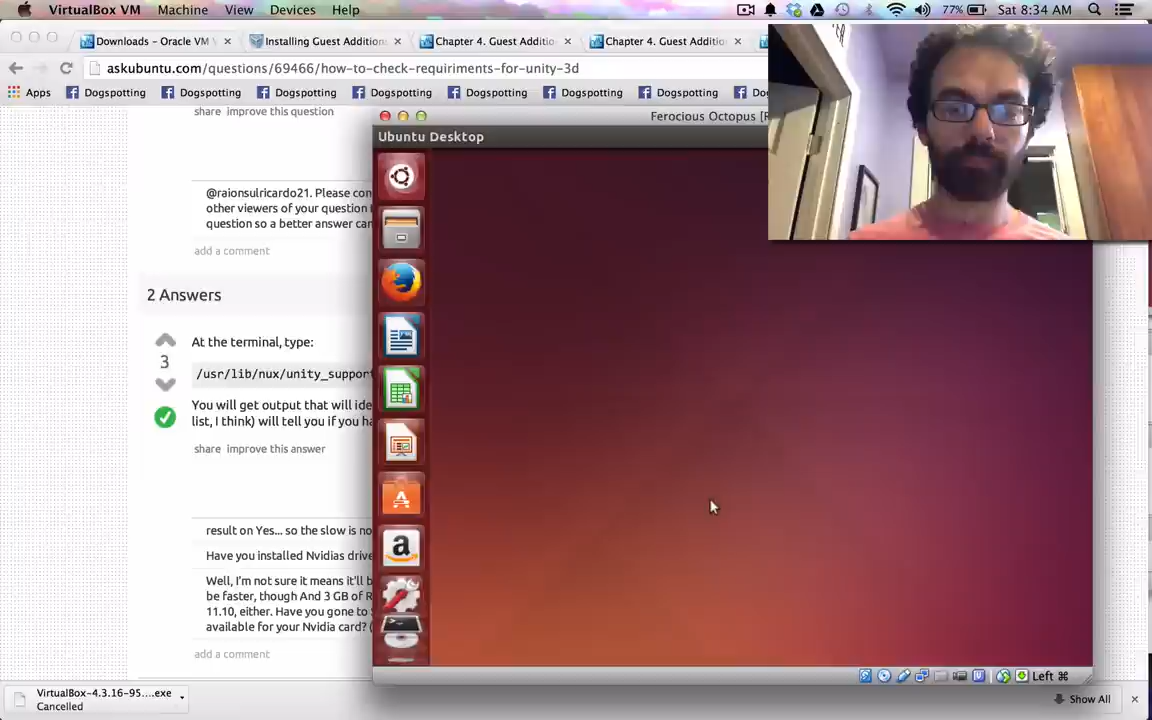 VirtualBox VM Machine View Devices Help
77% Sat 8:34 AM
Downloads – Oracle VM
Installing Guest Addition
Chapter 4. Guest Additio
Chapter 4. Guest Additio
askubuntu.com/questions/69466/how-to-check-requiriments-for-unity-3d
Apps Dogspotting Dogspotting Dogspotting Dogspotting Dogspotting Dogspotting Dogspotting Do
share improve this question
Ferocious Octopus [R
Ubuntu Desktop
@raionsulricardo21. Please con
other viewers of your question
question so a better answer can
add a comment
2 Answers
3
At the terminal, type:
/usr/lib/nux/unity_support
You will get output that will ide
list, I think) will tell you if you ha
share improve this answer
result on Yes... so the slow is no
Have you installed Nvidias drive
Well, I'm not sure it means it'll b
be faster, though And 3 GB of R
11.10, either. Have you gone to
available for your Nvidia card? (
add a comment
Left ⌘
VirtualBox-4.3.16-95....exe
Cancelled
Show All